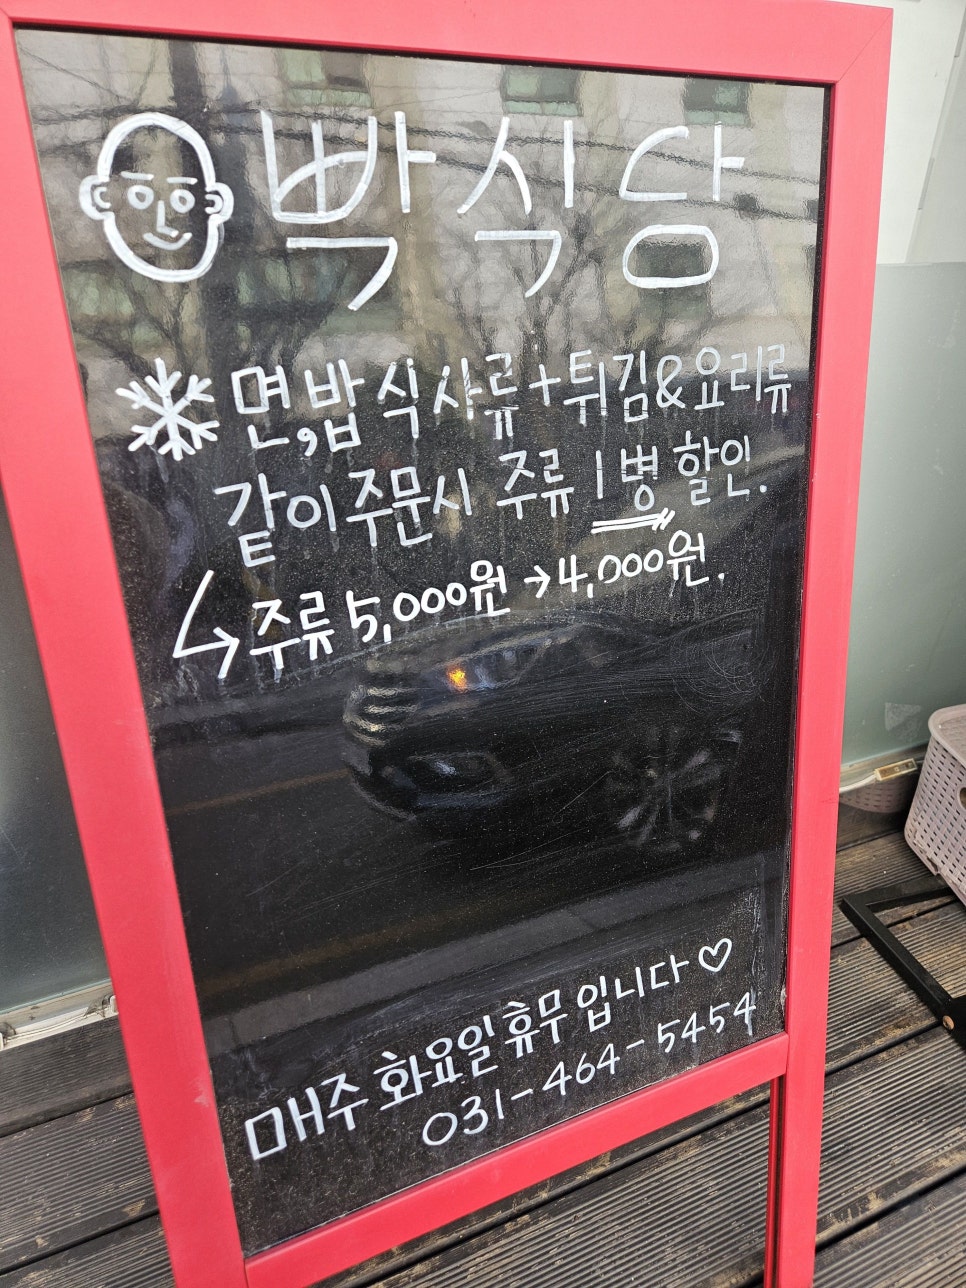 빡식당
면,밥 식사류+튀김&요리류
같이주문시 주류 1병 할인.
주류 5,000원→4,000원.
매주 화요일 휴무입니다♡
031-464-5454